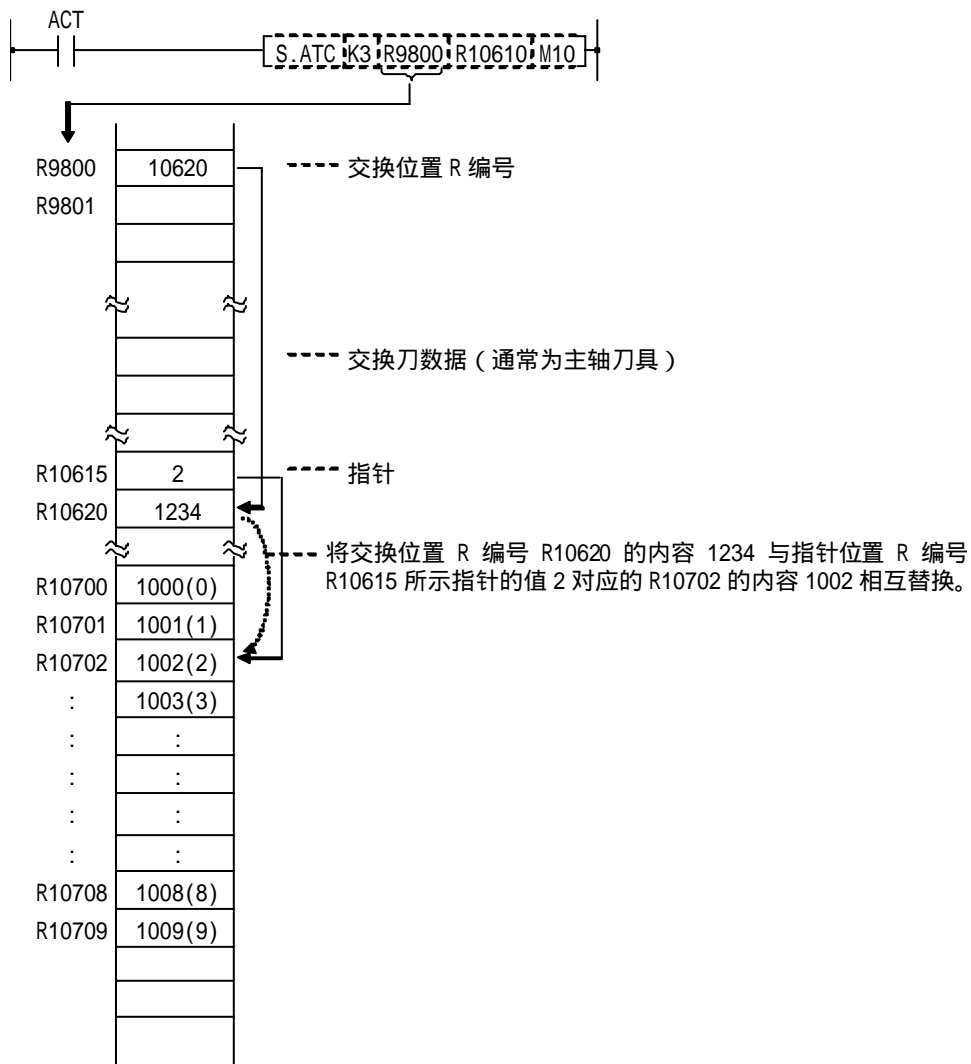 ACT
S.ATC K3 R9800 R10610 M10
R9800 10620 交换位置 R 编号
R9801
交换刀数据（通常为主轴刀具）
R10615 2 指针
R10620 1234
将交换位置 R 编号 R10620 的内容 1234 与指针位置 R 编号
R10615 所示指针的值 2 对应的 R10702 的内容 1002 相互替换。
R10700 1000(0)
R10701 1001(1)
R10702 1002(2)
: 1003(3)
: :
: :
: :
: :
R10708 1008(8)
R10709 1009(9)